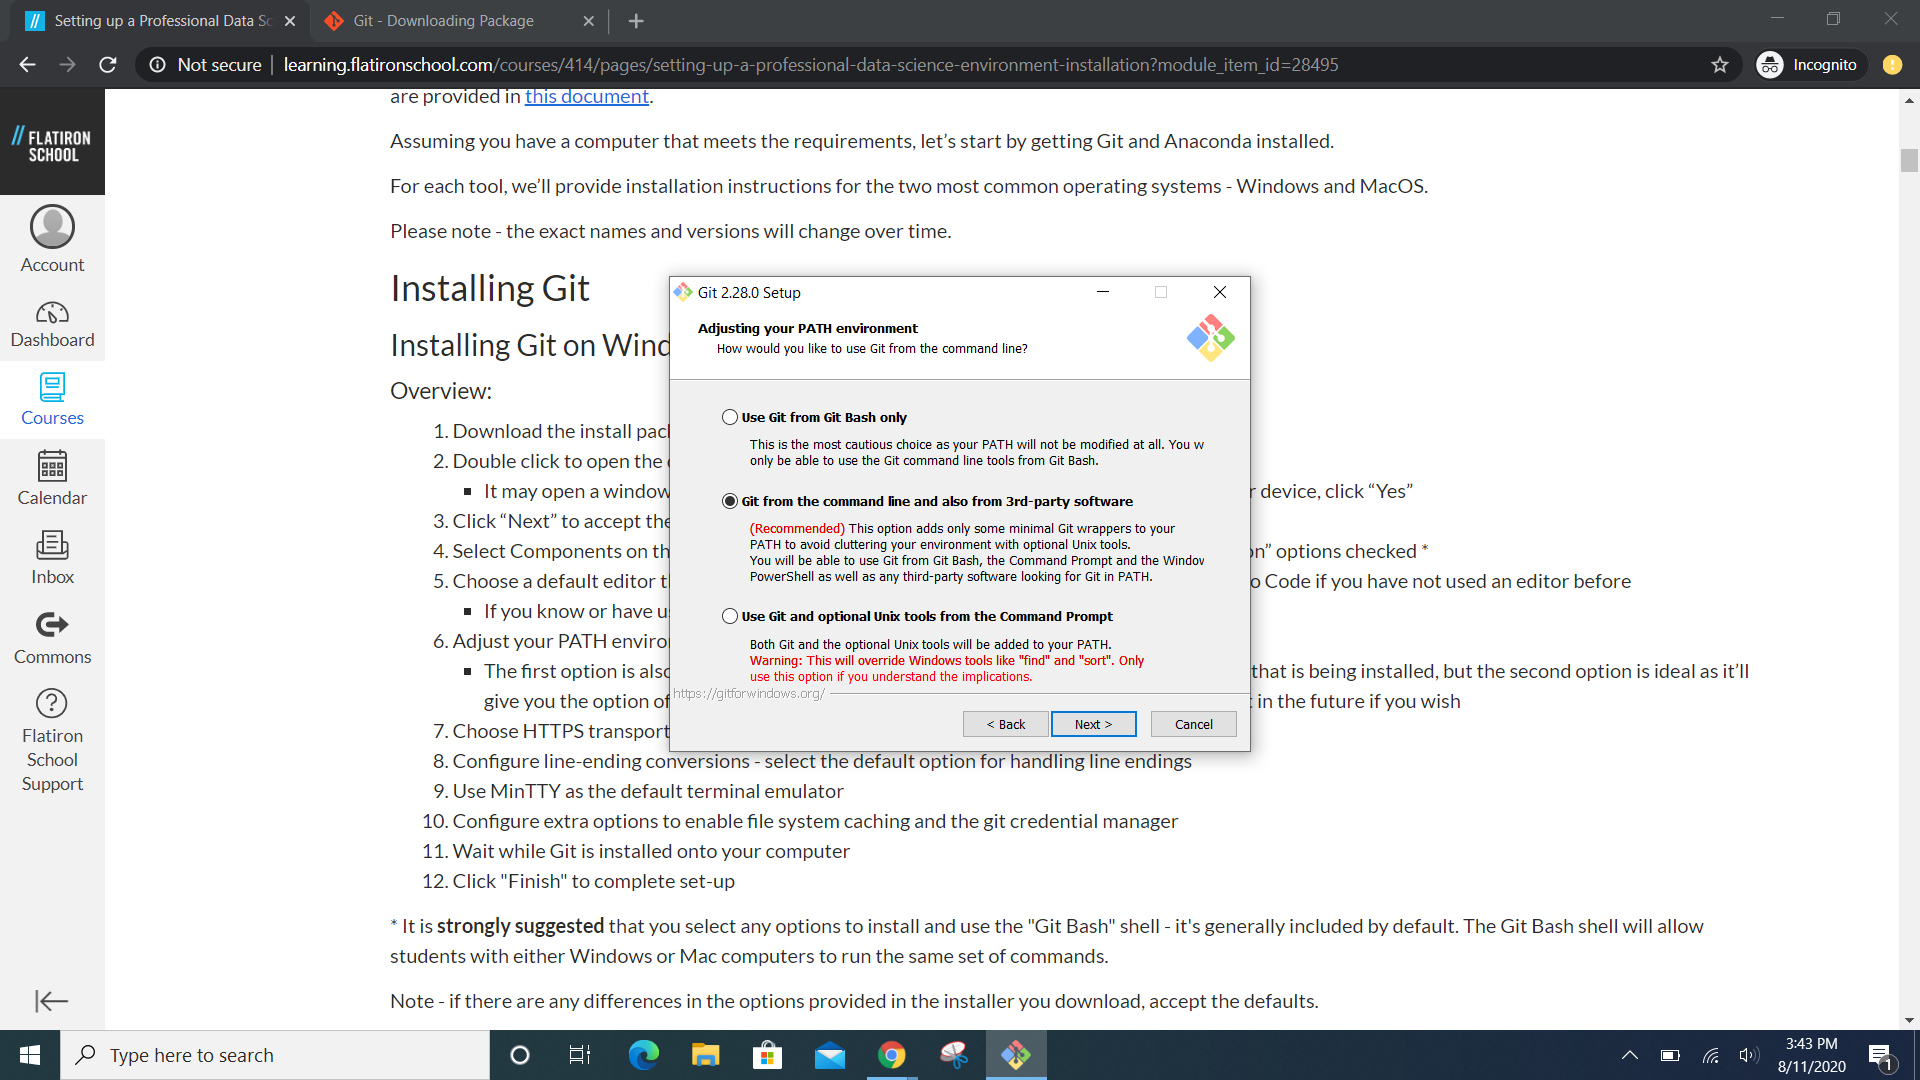 Setting up a Professional Data Sc
Git - Downloading Package
Not secure
learning.flatironschool.com/courses/414/pages/setting-up-a-professional-data-science-environment-installation?module_item_id=28495
Incognito
// FLATIRON
SCHOOL
Account
Dashboard
Courses
Calendar
Inbox
Commons
Flatiron
School
Support
are provided in this document.
Assuming you have a computer that meets the requirements, let’s start by getting Git and Anaconda installed.
For each tool, we’ll provide installation instructions for the two most common operating systems - Windows and MacOS.
Please note - the exact names and versions will change over time.
Installing Git
Installing Git on Wind
Overview:
1. Download the install pac
2. Double click to open the
▪ It may open a window r device, click “Yes”
3. Click “Next” to accept the
4. Select Components on th on” options checked *
5. Choose a default editor t o Code if you have not used an editor before
▪ If you know or have u
6. Adjust your PATH enviro
▪ The first option is also that is being installed, but the second option is ideal as it’ll
give you the option of in the future if you wish
7. Choose HTTPS transport
8. Configure line-ending conversions - select the default option for handling line endings
9. Use MinTTY as the default terminal emulator
10. Configure extra options to enable file system caching and the git credential manager
11. Wait while Git is installed onto your computer
12. Click "Finish" to complete set-up
* It is strongly suggested that you select any options to install and use the "Git Bash" shell - it's generally included by default. The Git Bash shell will allow
students with either Windows or Mac computers to run the same set of commands.
Note - if there are any differences in the options provided in the installer you download, accept the defaults.
Git 2.28.0 Setup
Adjusting your PATH environment
How would you like to use Git from the command line?
Use Git from Git Bash only
This is the most cautious choice as your PATH will not be modified at all. You w
only be able to use the Git command line tools from Git Bash.
Git from the command line and also from 3rd-party software
(Recommended) This option adds only some minimal Git wrappers to your
PATH to avoid cluttering your environment with optional Unix tools.
You will be able to use Git from Git Bash, the Command Prompt and the Window
PowerShell as well as any third-party software looking for Git in PATH.
Use Git and optional Unix tools from the Command Prompt
Both Git and the optional Unix tools will be added to your PATH.
Warning: This will override Windows tools like "find" and "sort". Only
use this option if you understand the implications.
https://gitforwindows.org/
< Back
Next >
Cancel
Type here to search
3:43 PM
8/11/2020
1